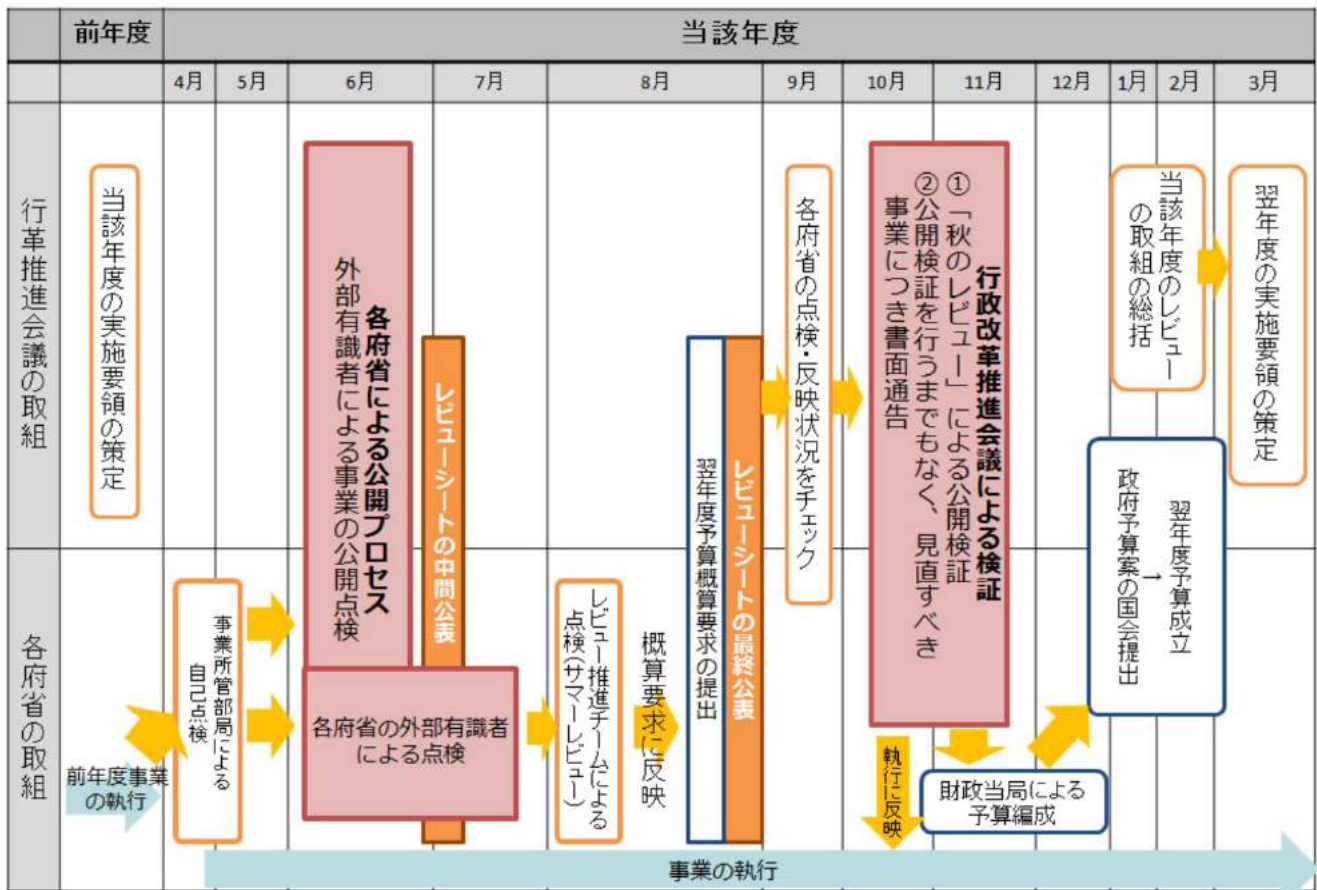 前年度
当該年度
4月
5月
6月
7月
8月
9月
10月
11月
12月
1月
2月
3月
行革推進会議の取組
当該年度の実施要領の策定
各府省による公開プロセス
外部有識者による事業の公開点検
レビューシートの中間公表
翌年度予算概算要求の提出
レビューシートの最終公表
各府省の点検・反映状況をチェック
行政改革推進会議による検証
①「秋のレビュー」による公開検証
②公開検証を行うまでもなく、見直すべき
事業につき書面通告
当該年度のレビュー
の取組の総括
翌年度の実施要領の策定
各府省の取組
前年度事業
の執行
事業所管部局による
自己点検
各府省の外部有識者
による点検
レビュー推進チームによる
点検(サマーレビュー)
概算要求に反映
執行に反映
財政当局による
予算編成
翌年度予算成立
→
政府予算案の国会提出
事業の執行